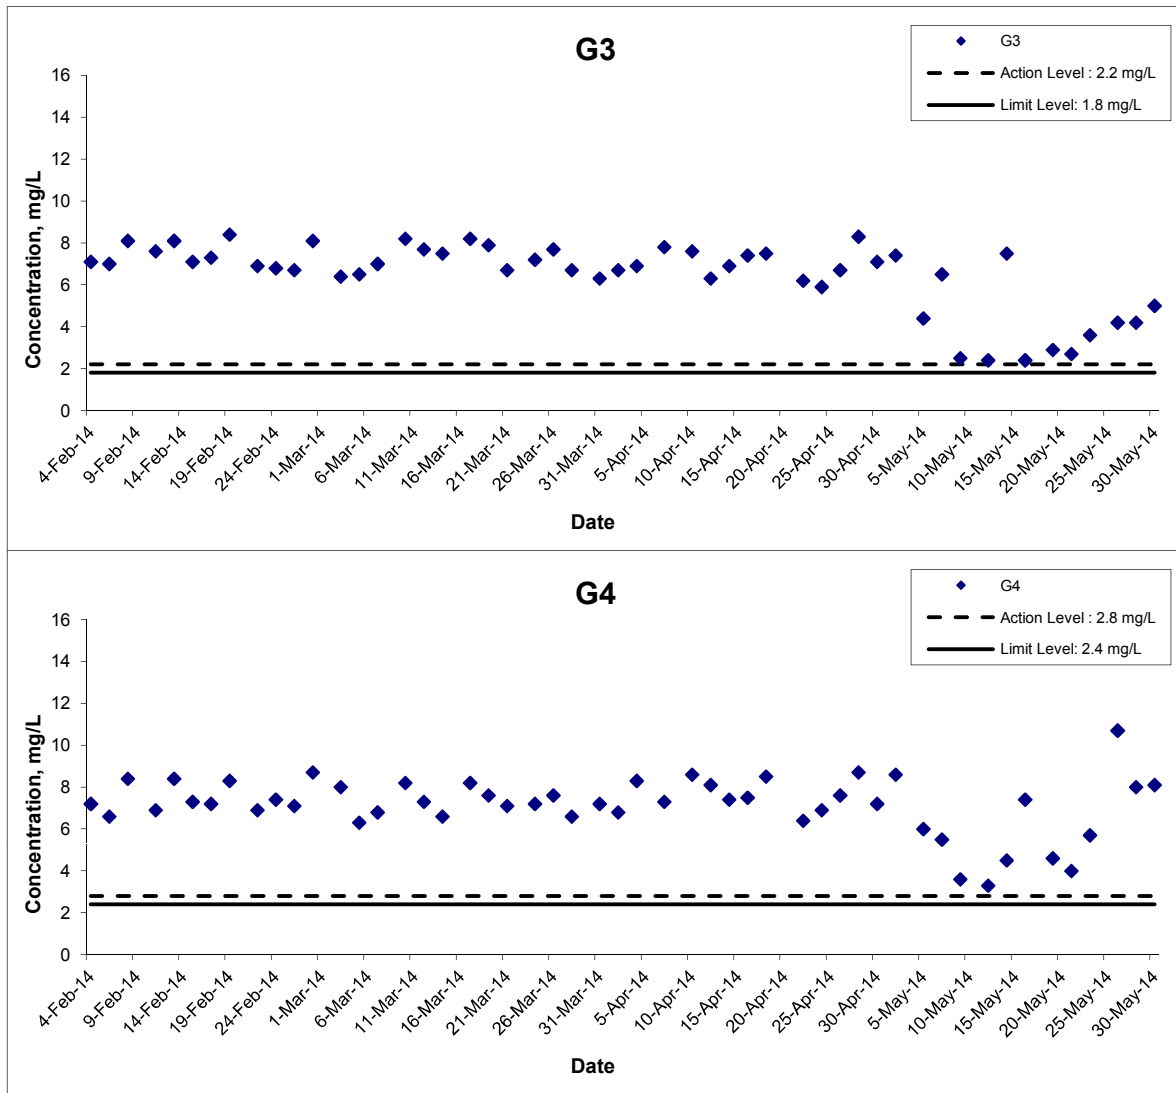 G3
G3
Action Level : 2.2 mg/L
Limit Level: 1.8 mg/L
Concentration, mg/L
16
14
12
10
8
6
4
2
0
4-Feb-14
9-Feb-14
14-Feb-14
19-Feb-14
24-Feb-14
1-Mar-14
6-Mar-14
11-Mar-14
16-Mar-14
21-Mar-14
26-Mar-14
31-Mar-14
5-Apr-14
10-Apr-14
15-Apr-14
20-Apr-14
25-Apr-14
30-Apr-14
5-May-14
10-May-14
15-May-14
20-May-14
25-May-14
30-May-14
Date
G4
G4
Action Level : 2.8 mg/L
Limit Level: 2.4 mg/L
Concentration, mg/L
16
14
12
10
8
6
4
2
0
4-Feb-14
9-Feb-14
14-Feb-14
19-Feb-14
24-Feb-14
1-Mar-14
6-Mar-14
11-Mar-14
16-Mar-14
21-Mar-14
26-Mar-14
31-Mar-14
5-Apr-14
10-Apr-14
15-Apr-14
20-Apr-14
25-Apr-14
30-Apr-14
5-May-14
10-May-14
15-May-14
20-May-14
25-May-14
30-May-14
Date